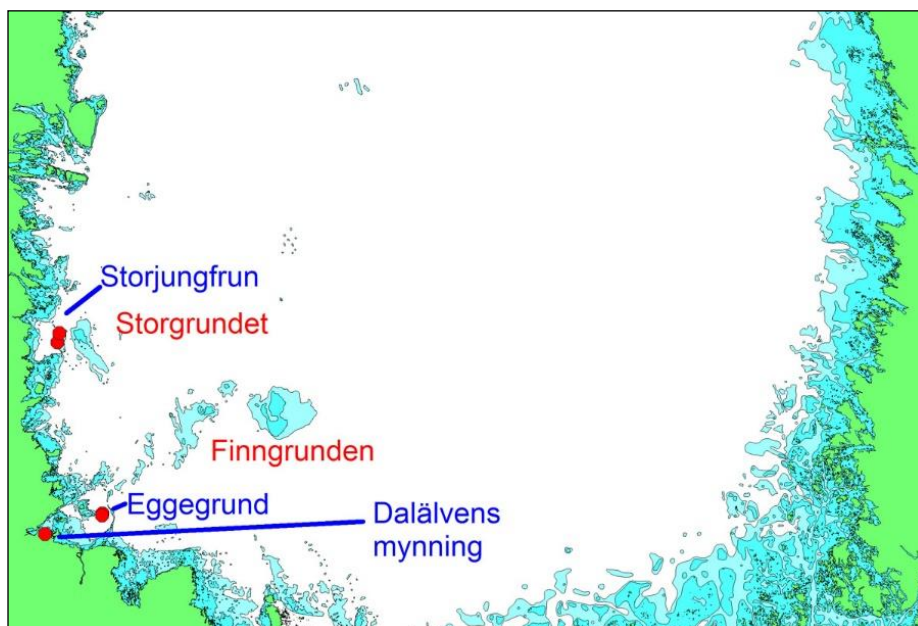 Storjungfrun
Storgrundet
Finngrunden
Eggegrund
Dalälvens
mynning